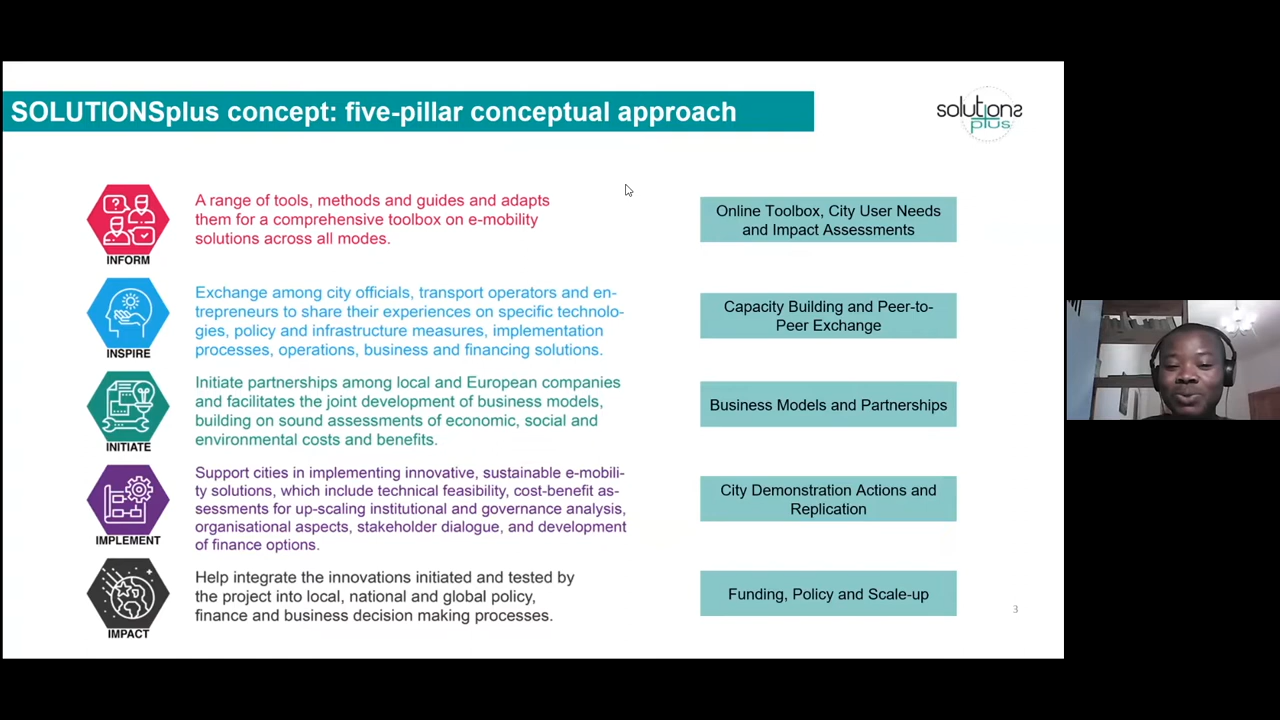 SOLUTIONSplus concept: five-pillar conceptual approach
solutions
plus
INFORM
A range of tools, methods and guides and adapts
them for a comprehensive toolbox on e-mobility
solutions across all modes.
Online Toolbox, City User Needs
and Impact Assessments
INSPIRE
Exchange among city officials, transport operators and en-
trepreneurs to share their experiences on specific technolo-
gies, policy and infrastructure measures, implementation
processes, operations, business and financing solutions.
Capacity Building and Peer-to-
Peer Exchange
INITIATE
Initiate partnerships among local and European companies
and facilitates the joint development of business models,
building on sound assessments of economic, social and
environmental costs and benefits.
Business Models and Partnerships
IMPLEMENT
Support cities in implementing innovative, sustainable e-mobili-
ty solutions, which include technical feasibility, cost-benefit as-
sessments for up-scaling institutional and governance analysis,
organisational aspects, stakeholder dialogue, and development
of finance options.
City Demonstration Actions and
Replication
IMPACT
Help integrate the innovations initiated and tested by
the project into local, national and global policy,
finance and business decision making processes.
Funding, Policy and Scale-up
3